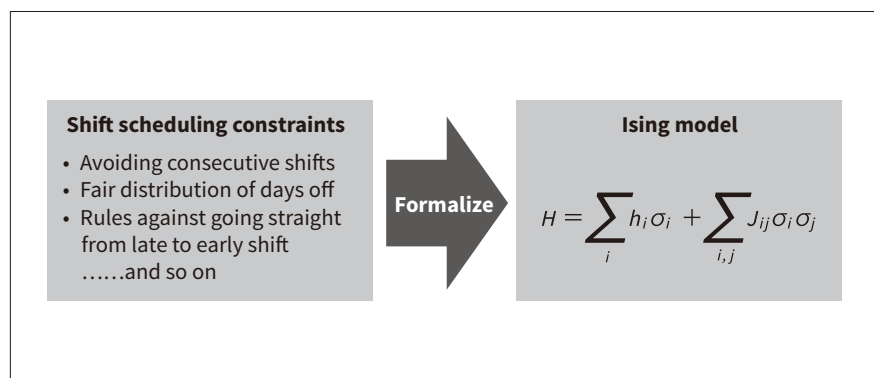 Shift scheduling constraints
• Avoiding consecutive shifts
• Fair distribution of days off
• Rules against going straight
from late to early shift
……and so on
Formalize
Ising model
H = ∑ hᵢσᵢ + ∑ Jᵢⱼσᵢσⱼ
i i,j